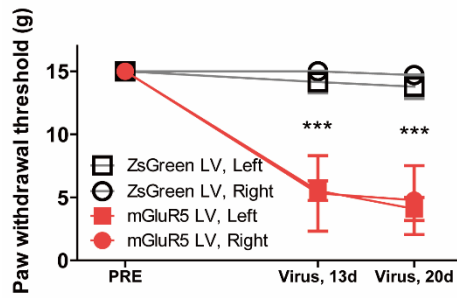 Paw withdrawal threshold (g)
15
10
5
0
***
***
ZsGreen LV, Left
ZsGreen LV, Right
mGluR5 LV, Left
mGluR5 LV, Right
PRE
Virus, 13d
Virus, 20d